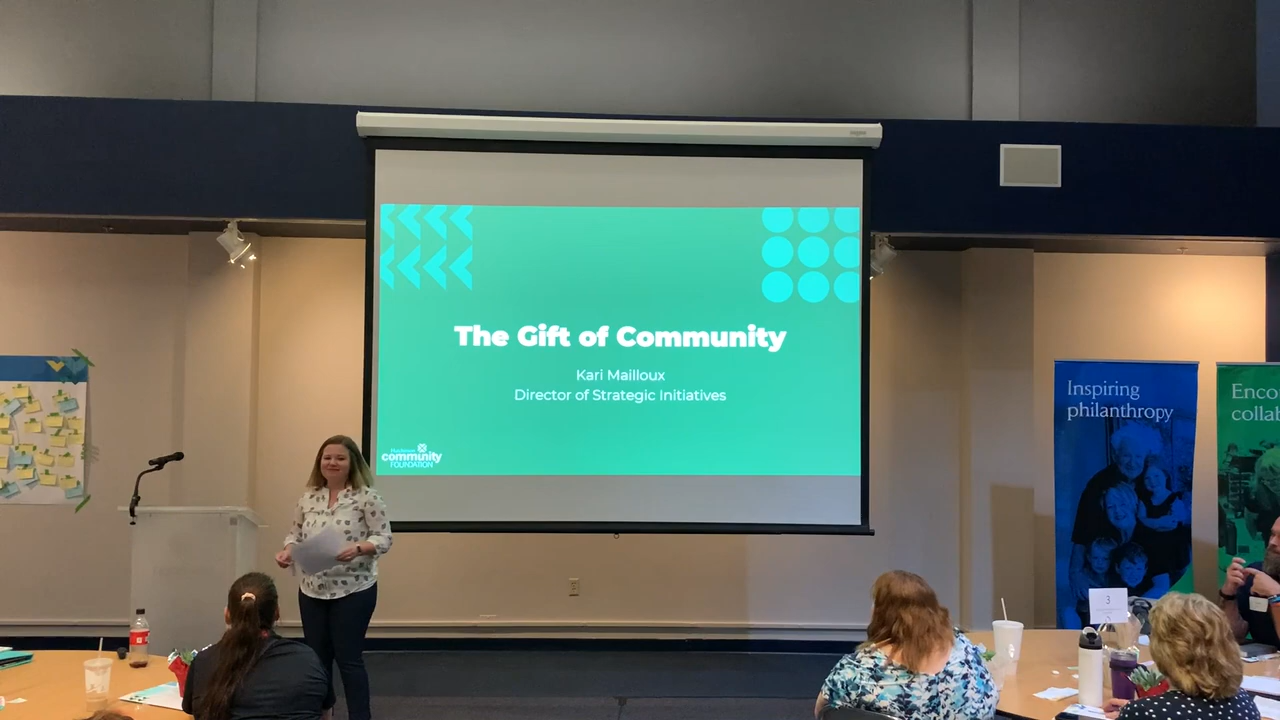 The Gift of Community
Kari Mailloux
Director of Strategic Initiatives
community
FOUNDATION
Inspiring
philanthropy
Enco
collab
3